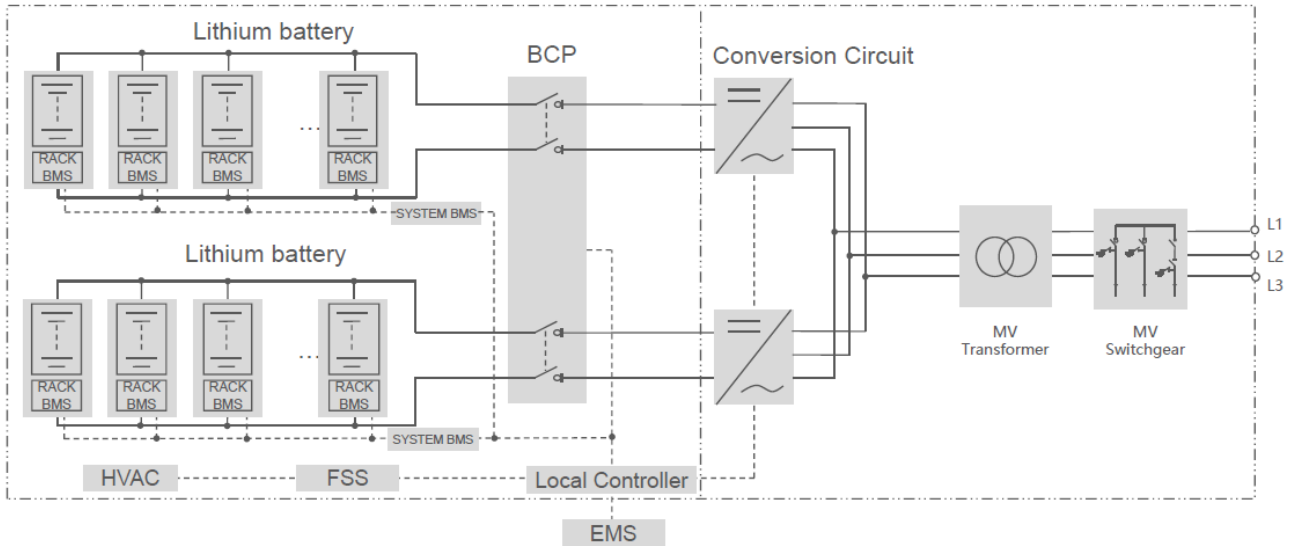 Lithium battery
BCP
Conversion Circuit
...
RACK
BMS
RACK
BMS
RACK
BMS
RACK
BMS
SYSTEM BMS
L1
Lithium battery
L2
L3
...
MV
Transformer
MV
Switchgear
RACK
BMS
RACK
BMS
RACK
BMS
RACK
BMS
SYSTEM BMS
HVAC
FSS
Local Controller
EMS